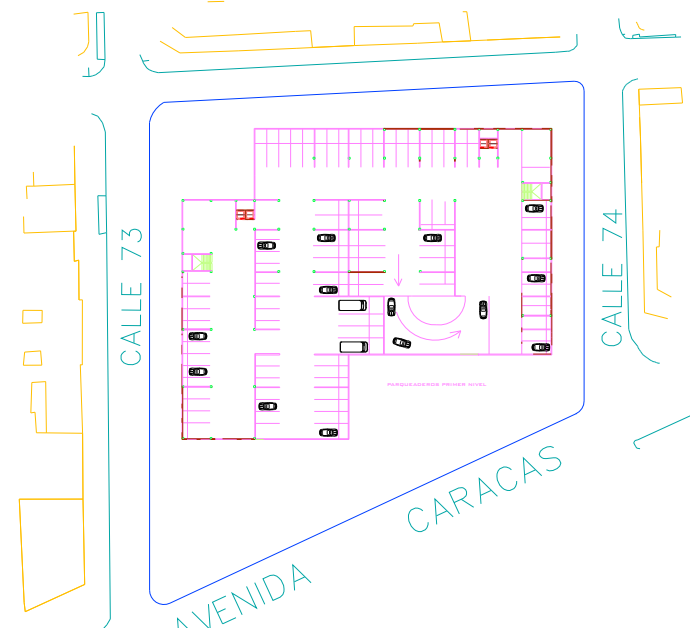 CALLE 73
CALLE 74
PARQUEADEROS PRIMER NIVEL
AVENIDA CARACAS